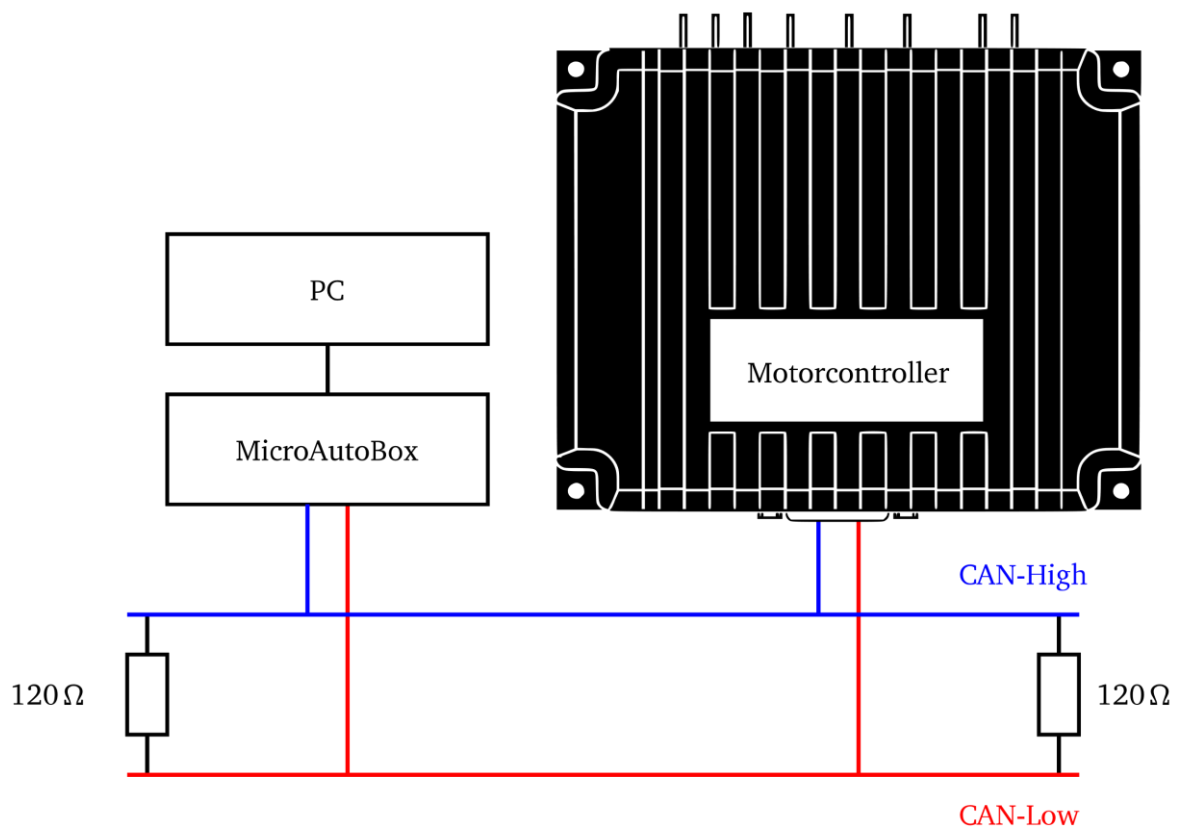 PC
Motorcontroller
MicroAutoBox
CAN-High
120 Ω
120 Ω
CAN-Low